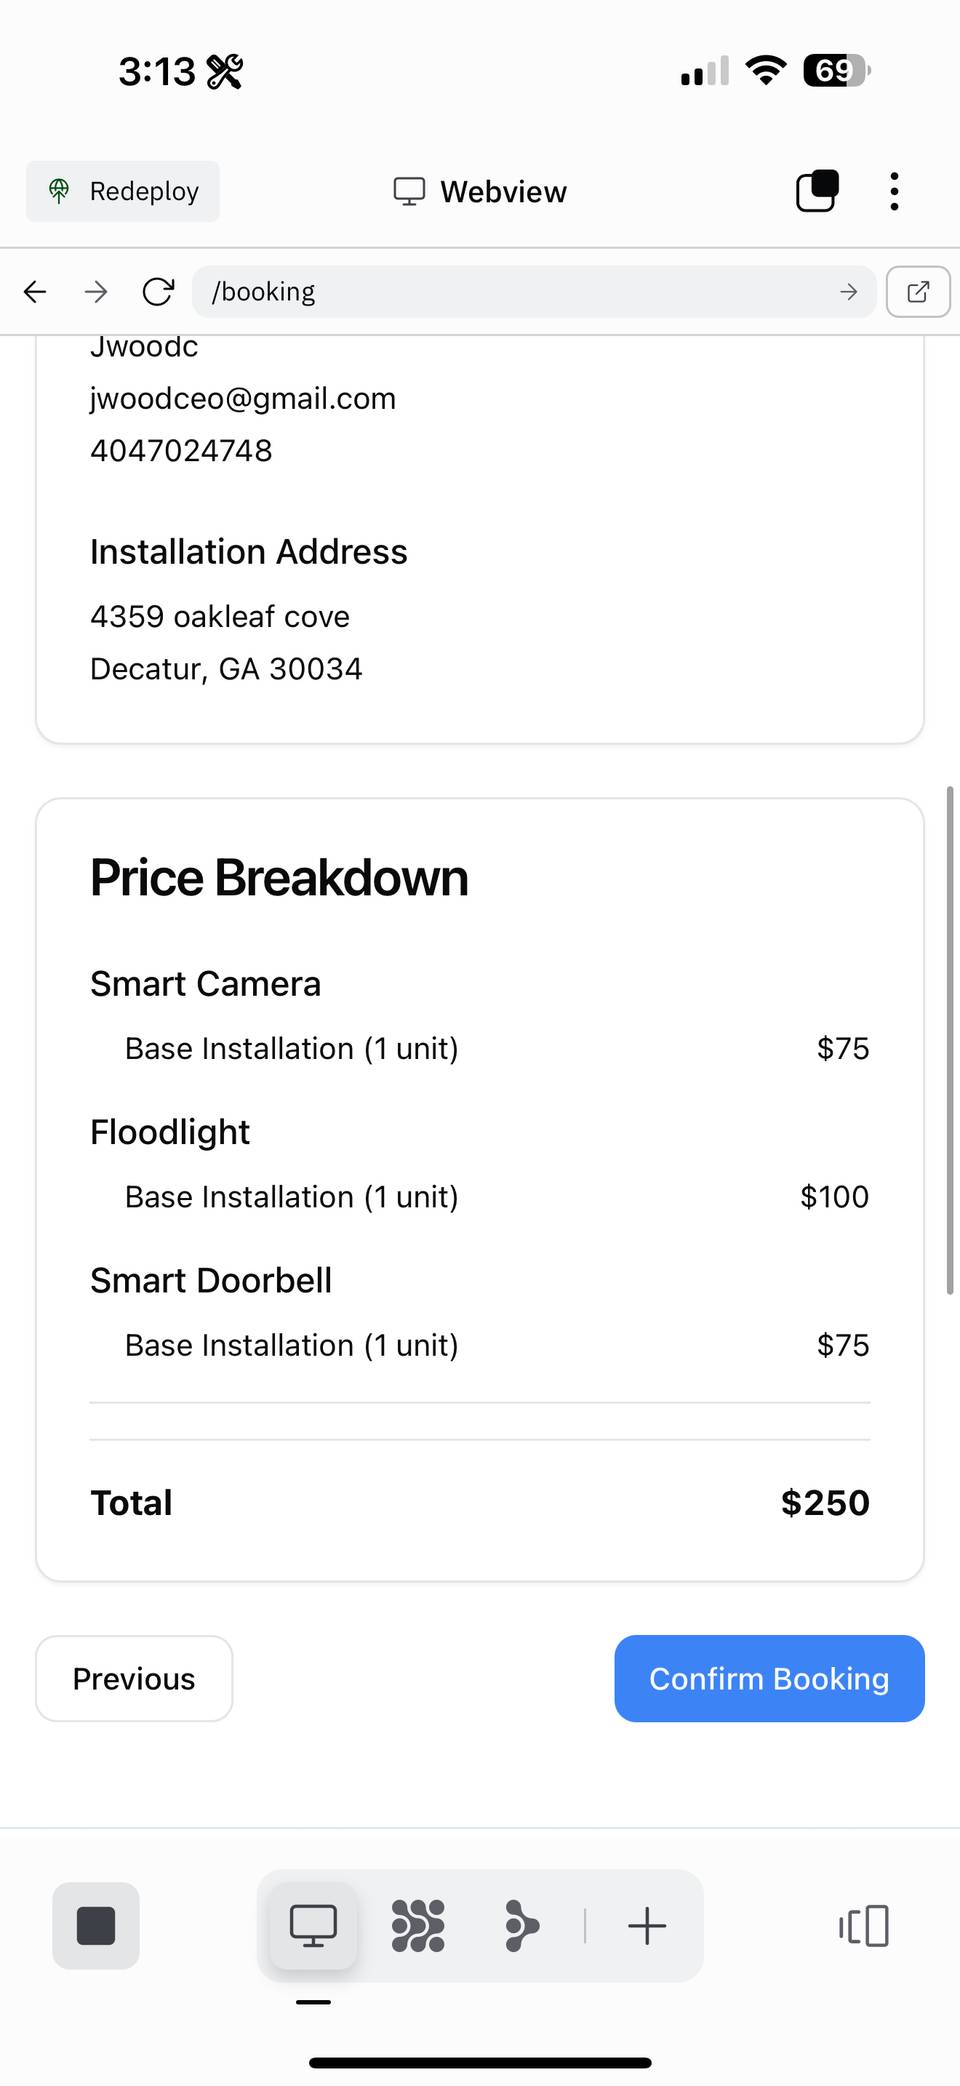 3:13
69
Redeploy
Webview
/booking
Jwoodc
jwoodceo@gmail.com
4047024748
Installation Address
4359 oakleaf cove
Decatur, GA 30034
Price Breakdown
Smart Camera
Base Installation (1 unit) $75
Floodlight
Base Installation (1 unit) $100
Smart Doorbell
Base Installation (1 unit) $75
Total $250
Previous
Confirm Booking